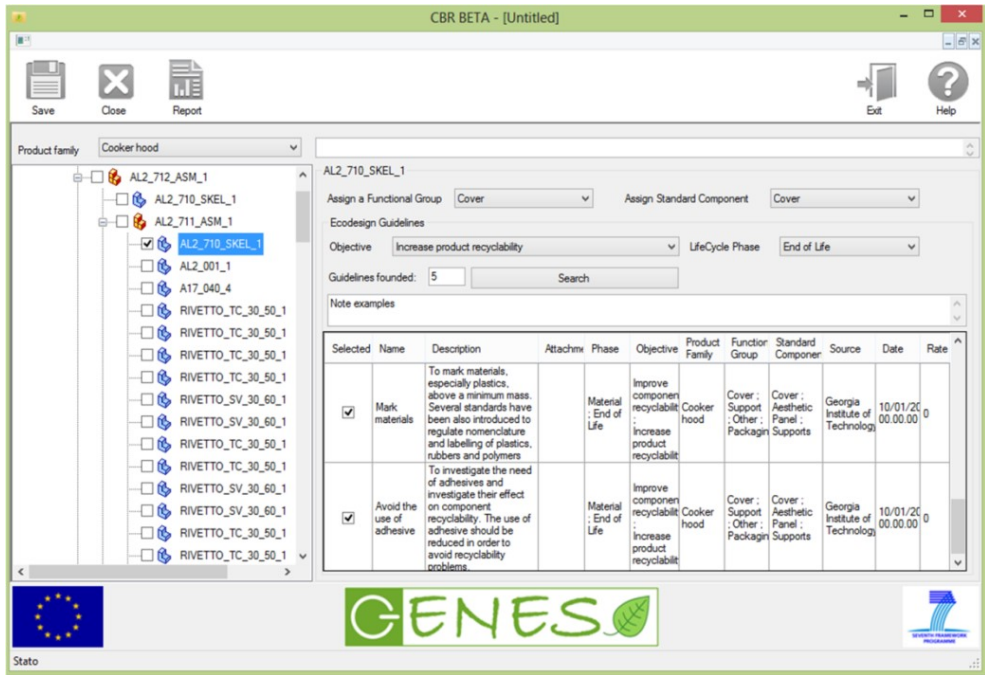 CBR BETA - [Untitled]
Save Close Report Exit Help
Product family Cooker hood
AL2_712_ASM_1
AL2_710_SKEL_1
AL2_711_ASM_1
AL2_710_SKEL_1
AL2_001_1
A17_040_4
RIVETTO_TC_30_50_1
RIVETTO_TC_30_50_1
RIVETTO_TC_30_50_1
RIVETTO_TC_30_50_1
RIVETTO_SV_30_60_1
RIVETTO_SV_30_60_1
RIVETTO_TC_30_50_1
RIVETTO_TC_30_50_1
RIVETTO_SV_30_60_1
RIVETTO_SV_30_60_1
RIVETTO_TC_30_50_1
RIVETTO_TC_30_50_1
AL2_710_SKEL_1
Assign a Functional Group Cover Assign Standard Component Cover
Ecodesign Guidelines
Objective Increase product recyclability LifeCycle Phase End of Life
Guidelines founded: 5 Search
Note examples
Selected Name Description Attachme Phase Objective Product Family Function Group Standard Componen Source Date Rate
Mark
materials
To mark materials,
especially plastics,
above a minimum mass.
Several standards have
been also introduced to
regulate nomenclature
and labelling of plastics,
rubbers and polymers
Material
; End of
Life
Improve
componen
recyclabilit
;
Increase
product
recyclabilit
Cooker
hood
Cover ;
Support
; Other ;
Packagin
Cover ;
Aesthetic
Panel ;
Supports
Georgia
Institute of
Technology
10/01/20
00.00.00
0
Avoid the
use of
adhesive
To investigate the need
of adhesives and
investigate their effect
on component
recyclability. The use of
adhesive should be
reduced in order to
avoid recyclability
problems.
Material
; End of
Life
Improve
componen
recyclabilit
;
Increase
product
recyclabilit
Cooker
hood
Cover ;
Support
; Other ;
Packagin
Cover ;
Aesthetic
Panel ;
Supports
Georgia
Institute of
Technology
10/01/20
00.00.00
0
GENESI
SEVENTH FRAMEWORK
PROGRAMME
Stato